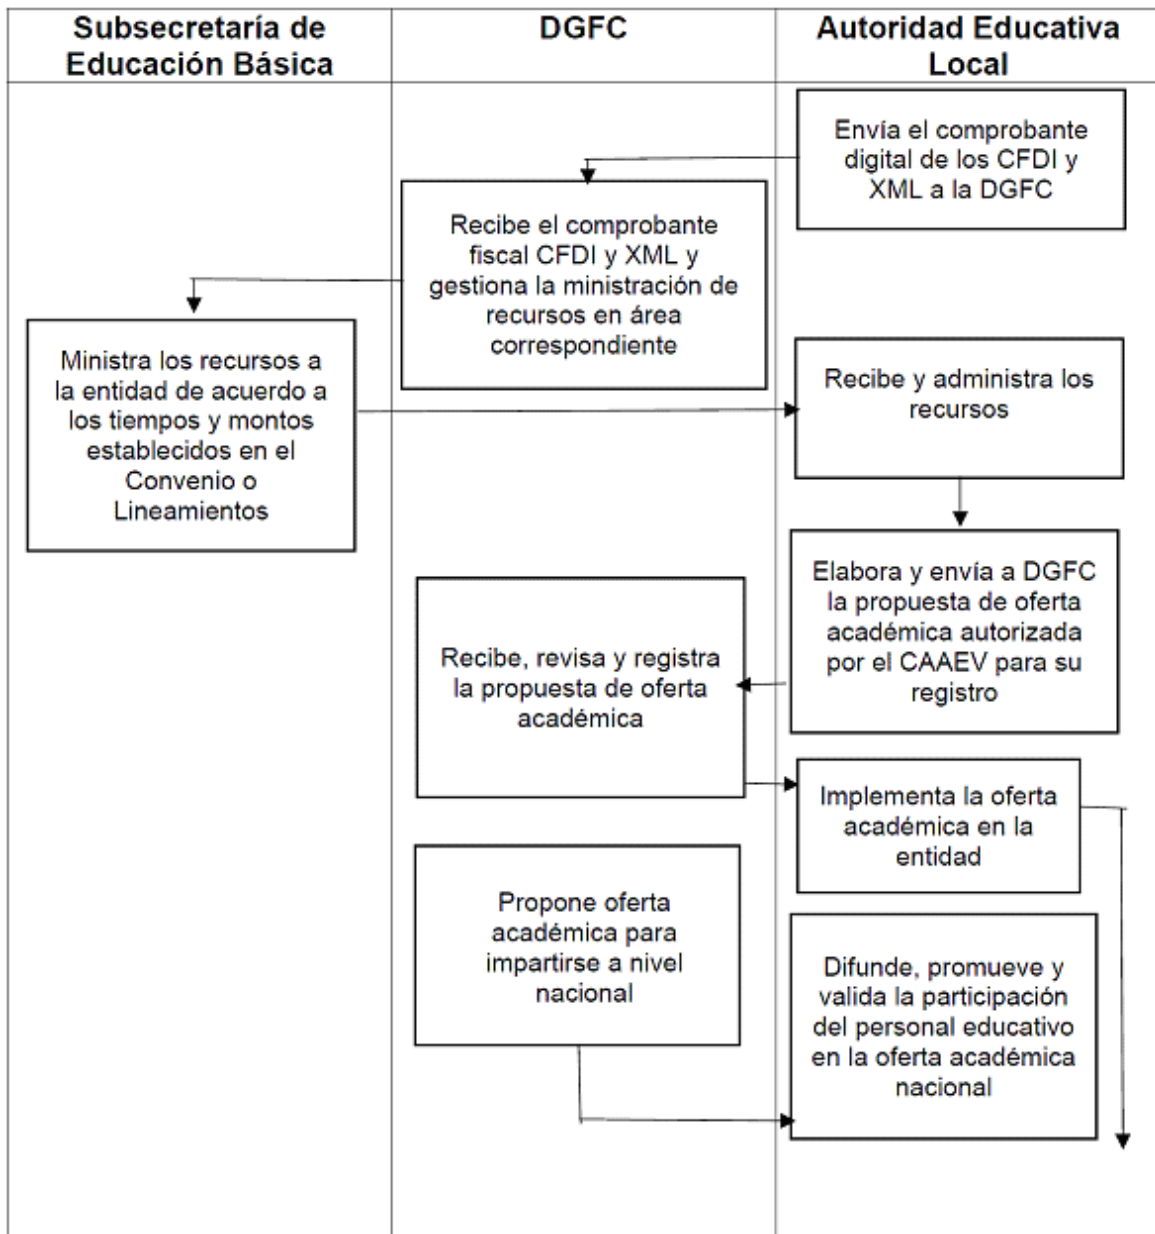 Subsecretaría de
Educación Básica
DGFC
Autoridad Educativa
Local
Envía el comprobante
digital de los CFDI y
XML a la DGFC
Recibe el comprobante
fiscal CFDI y XML y
gestiona la ministración de
recursos en área
correspondiente
Ministra los recursos a
la entidad de acuerdo a
los tiempos y montos
establecidos en el
Convenio o
Lineamientos
Recibe y administra los
recursos
Elabora y envía a DGFC
la propuesta de oferta
académica autorizada
por el CAAEV para su
registro
Recibe, revisa y registra
la propuesta de oferta
académica
Implementa la oferta
académica en la
entidad
Propone oferta
académica para
impartirse a nivel
nacional
Difunde, promueve y
valida la participación
del personal educativo
en la oferta académica
nacional